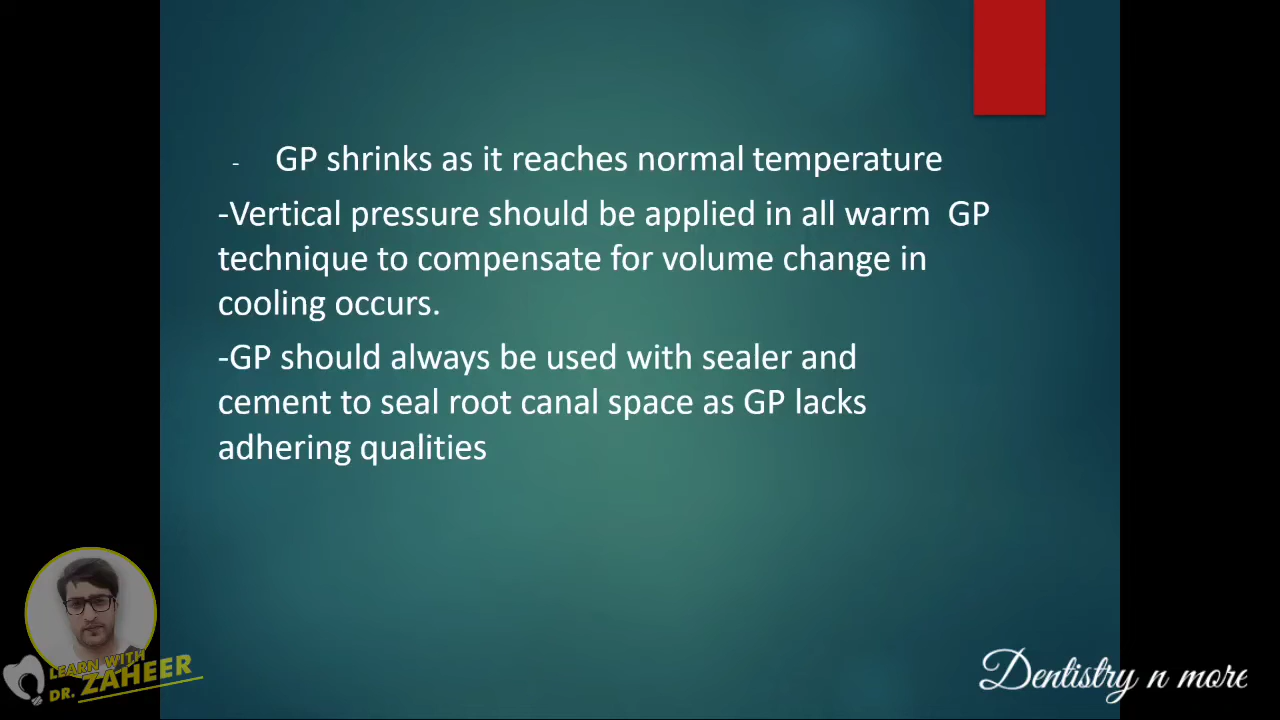 - GP shrinks as it reaches normal temperature
-Vertical pressure should be applied in all warm  GP
technique to compensate for volume change in
cooling occurs.
-GP should always be used with sealer and
cement to seal root canal space as GP lacks
adhering qualities
LEARN WITH
DR. ZAHEER
Dentistry n more